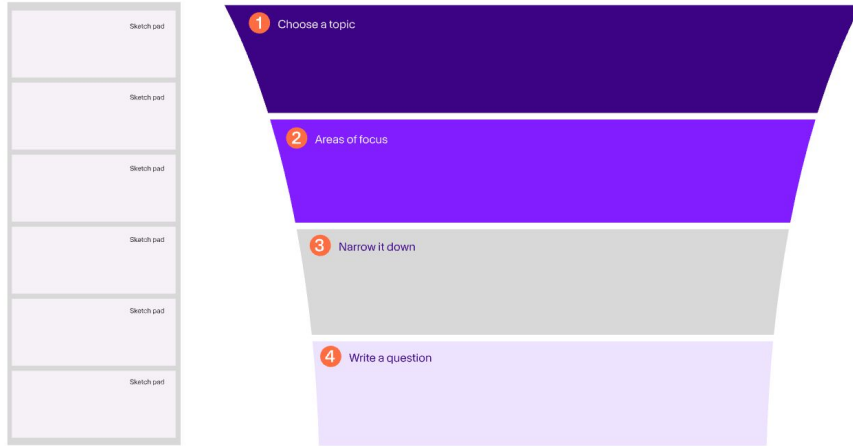 Sketch pad
Sketch pad
Sketch pad
Sketch pad
Sketch pad
Sketch pad
1 Choose a topic
2 Areas of focus
3 Narrow it down
4 Write a question